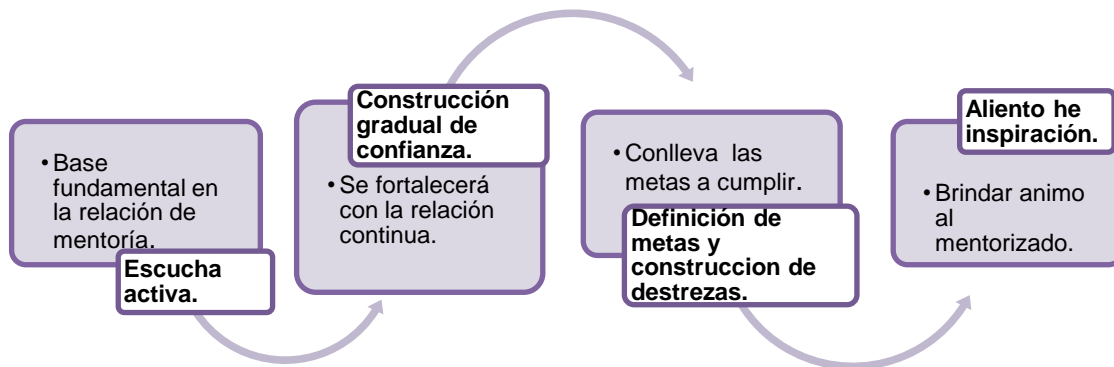 • Base
fundamental en
la relación de
mentoría.
Escucha
activa.
Construcción
gradual de
confianza.
• Se fortalecerá
con la relación
continua.
• Conlleva las
metas a cumplir.
Definición de
metas y
construccion de
destrezas.
Aliento he
inspiración.
• Brindar animo
al
mentorizado.